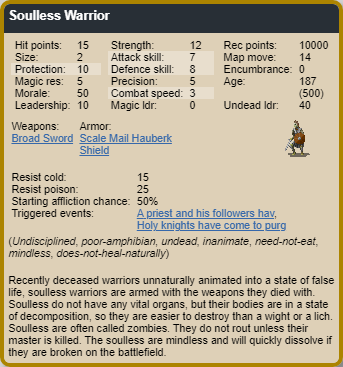 Soulless Warrior
Hit points: 15 Strength: 12 Rec points: 10000
Size: 2 Attack skill: 7 Map move: 14
Protection: 10 Defence skill: 8 Encumbrance: 0
Magic res: 5 Precision: 5 Age: 187
Morale: 50 Combat speed: 3 (500)
Leadership: 10 Magic ldr: 0 Undead ldr: 40
Weapons: Armor:
Broad Sword Scale Mail Hauberk
Shield
Resist cold: 15
Resist poison: 25
Starting affliction chance: 50%
Triggered events: A priest and his followers hav,
Holy knights have come to purg
(Undisciplined, poor-amphibian, undead, inanimate, need-not-eat,
mindless, does-not-heal-naturally)
Recently deceased warriors unnaturally animated into a state of false
life, soulless warriors are armed with the weapons they died with.
Soulless do not have any vital organs, but their bodies are in a state
of decomposition, so they are easier to destroy than a wight or a lich.
Soulless are often called zombies. They do not rout unless their
master is killed. The soulless are mindless and will quickly dissolve if
they are broken on the battlefield.